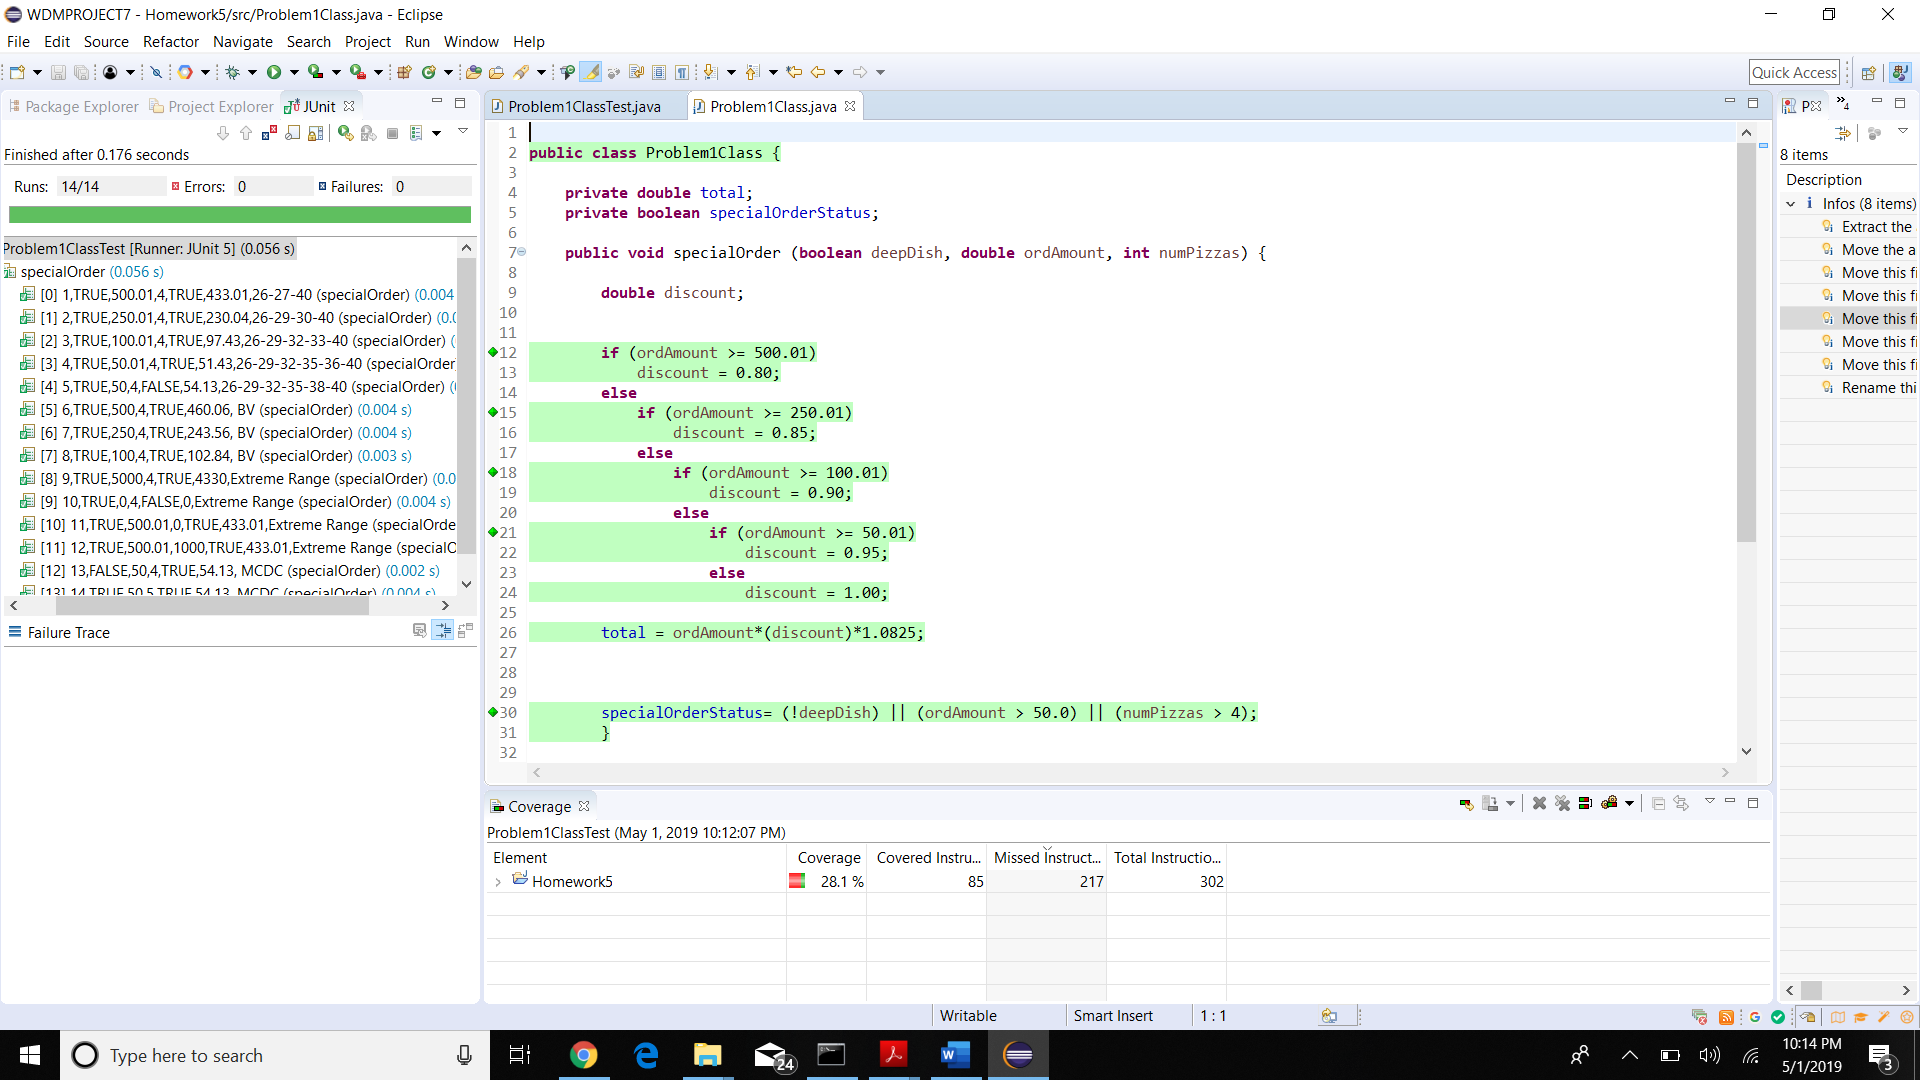 WDMPROJECT7 - Homework5/src/Problem1Class.java - Eclipse
File Edit Source Refactor Navigate Search Project Run Window Help
Quick Access
Package Explorer Project Explorer JUnit
Finished after 0.176 seconds
Runs: 14/14 Errors: 0 Failures: 0
Problem1ClassTest [Runner: JUnit 5] (0.056 s)
specialOrder (0.056 s)
[0] 1,TRUE,500.01,4,TRUE,433.01,26-27-40 (specialOrder) (0.004
[1] 2,TRUE,250.01,4,TRUE,230.04,26-29-30-40 (specialOrder) (0.0
[2] 3,TRUE,100.01,4,TRUE,97.43,26-29-32-33-40 (specialOrder) (
[3] 4,TRUE,50.01,4,TRUE,51.43,26-29-32-35-36-40 (specialOrder
[4] 5,TRUE,50,4,FALSE,54.13,26-29-32-35-38-40 (specialOrder) (
[5] 6,TRUE,500,4,TRUE,460.06, BV (specialOrder) (0.004 s)
[6] 7,TRUE,250,4,TRUE,243.56, BV (specialOrder) (0.004 s)
[7] 8,TRUE,100,4,TRUE,102.84, BV (specialOrder) (0.003 s)
[8] 9,TRUE,5000,4,TRUE,4330,Extreme Range (specialOrder) (0.0
[9] 10,TRUE,0,4,FALSE,0,Extreme Range (specialOrder) (0.004 s)
[10] 11,TRUE,500.01,0,TRUE,433.01,Extreme Range (specialOrde
[11] 12,TRUE,500.01,1000,TRUE,433.01,Extreme Range (specialO
[12] 13,FALSE,50,4,TRUE,54.13, MCDC (specialOrder) (0.002 s)
[13] 14,TRUE,50,5,TRUE,54.13, MCDC (specialOrder) (0.004 s)
Failure Trace
Problem1ClassTest.java Problem1Class.java
1
2 public class Problem1Class {
3
4 private double total;
5 private boolean specialOrderStatus;
6
7 public void specialOrder (boolean deepDish, double ordAmount, int numPizzas) {
8
9 double discount;
10
11
12 if (ordAmount >= 500.01)
13 discount = 0.80;
14 else
15 if (ordAmount >= 250.01)
16 discount = 0.85;
17 else
18 if (ordAmount >= 100.01)
19 discount = 0.90;
20 else
21 if (ordAmount >= 50.01)
22 discount = 0.95;
23 else
24 discount = 1.00;
25
26 total = ordAmount*(discount)*1.0825;
27
28
29
30 specialOrderStatus= (!deepDish) || (ordAmount > 50.0) || (numPizzas > 4);
31 }
32
P
4
8 items
Description
Infos (8 items)
Extract the
Move the a
Move this fi
Move this fi
Move this fi
Move this fi
Move this fi
Rename thi
Coverage
Problem1ClassTest (May 1, 2019 10:12:07 PM)
Element Coverage Covered Instru... Missed Instruct... Total Instructio...
Homework5 28.1 % 85 217 302
Writable Smart Insert 1 : 1
Type here to search
24
10:14 PM
5/1/2019
3